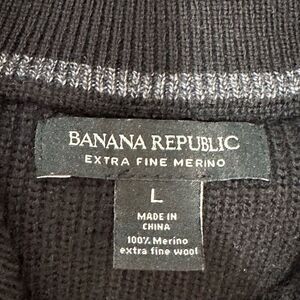 BANANA REPUBLIC
EXTRA FINE MERINO
L
MADE IN
CHINA
100% Merino
extra fine wool